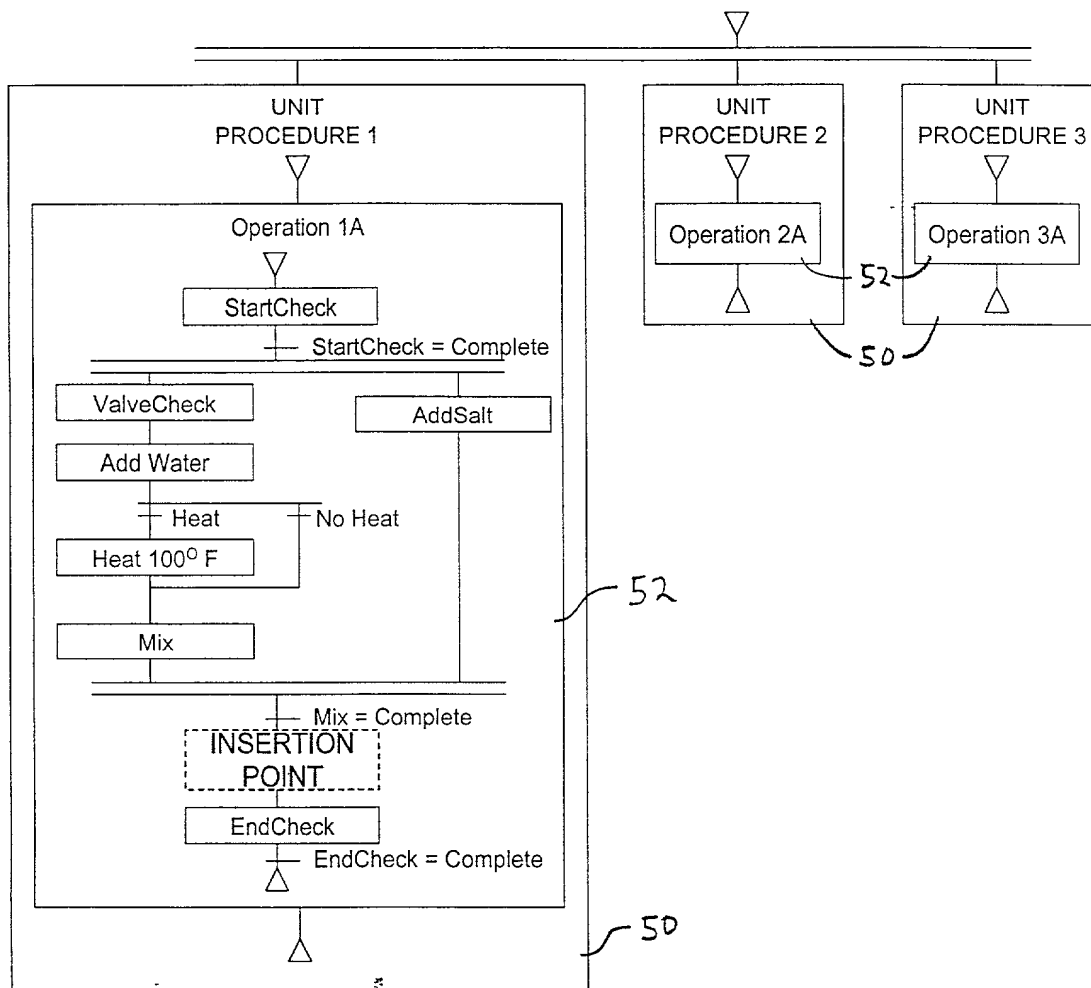 UNIT
PROCEDURE 1
UNIT
PROCEDURE 2
UNIT
PROCEDURE 3
Operation 1A
Operation 2A
Operation 3A
52
StartCheck
StartCheck = Complete
50
ValveCheck
AddSalt
Add Water
Heat
No Heat
Heat 100O F
52
Mix
Mix = Complete
INSERTION
POINT
EndCheck
EndCheck = Complete
50